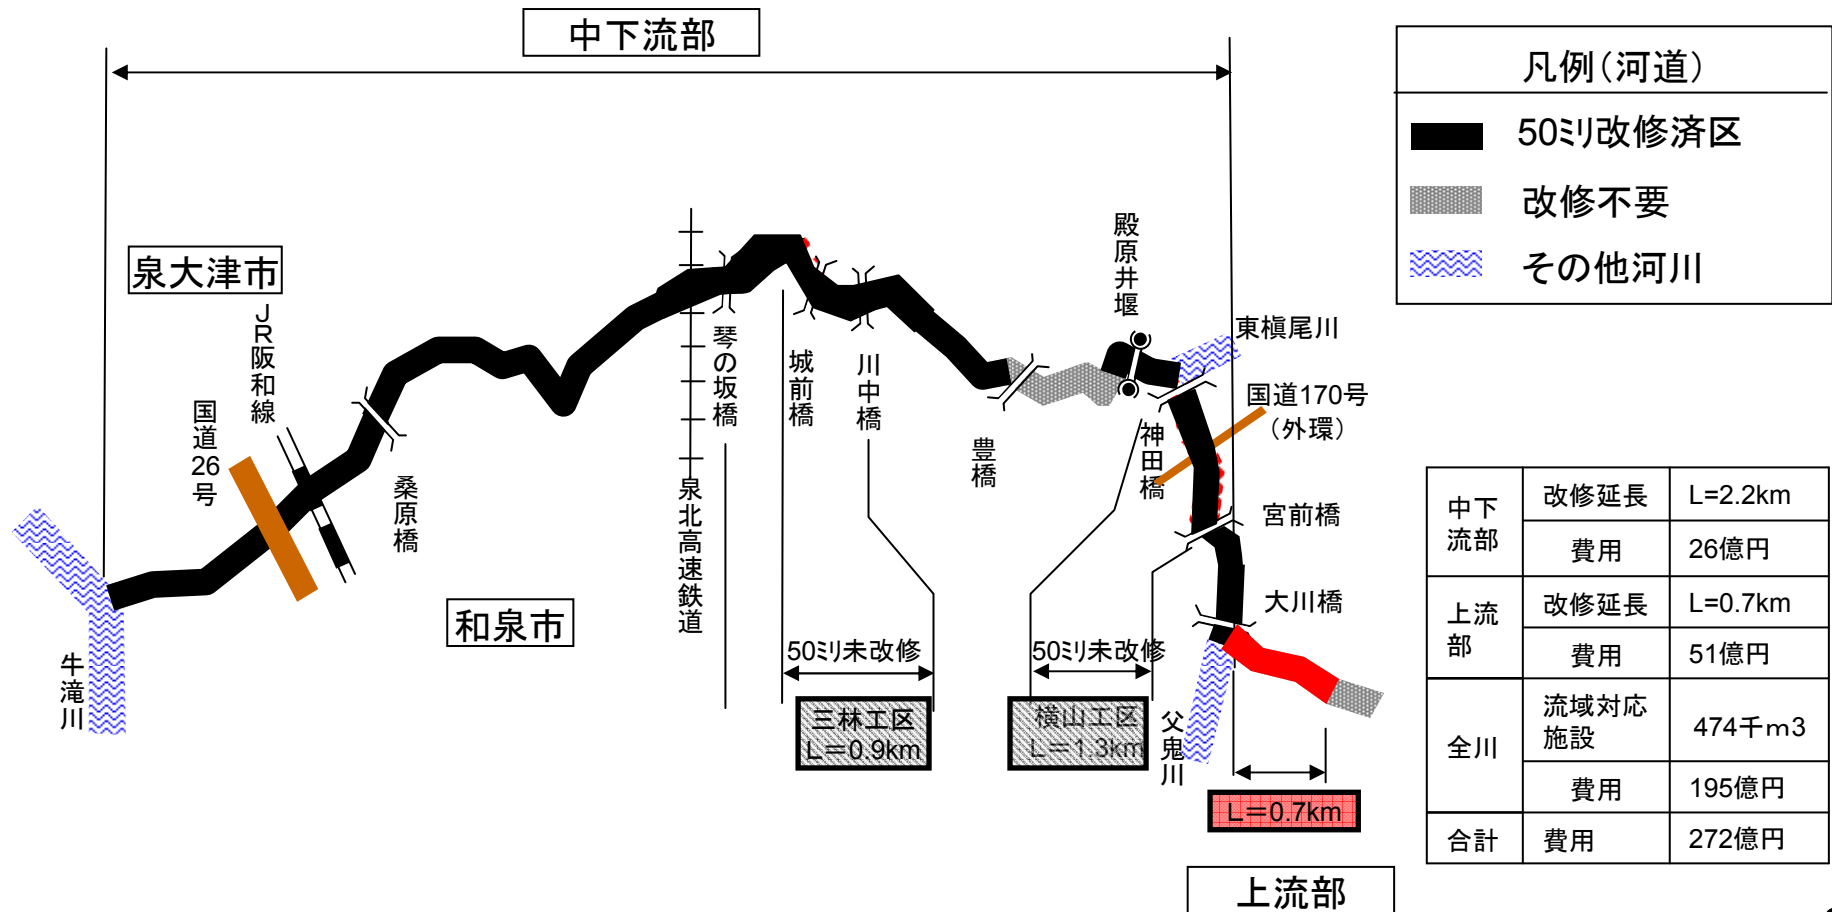 中下流部
凡例(河道)
50ミリ改修済区
改修不要
その他河川
泉大津市
JR阪和線
国道26号
桑原橋
和泉市
牛滝川
泉北高速鉄道
琴の坂橋
城前橋
川中橋
豊橋
殿原井堰
東槇尾川
国道170号
(外環)
神田橋
宮前橋
大川橋
父鬼川
50ミリ未改修
三林工区
L=0.9km
50ミリ未改修
横山工区
L=1.3km
L=0.7km
上流部
中下流部 改修延長 L=2.2km
費用 26億円
上流部 改修延長 L=0.7km
費用 51億円
全川 流域対応施設 474千m3
費用 195億円
合計 費用 272億円